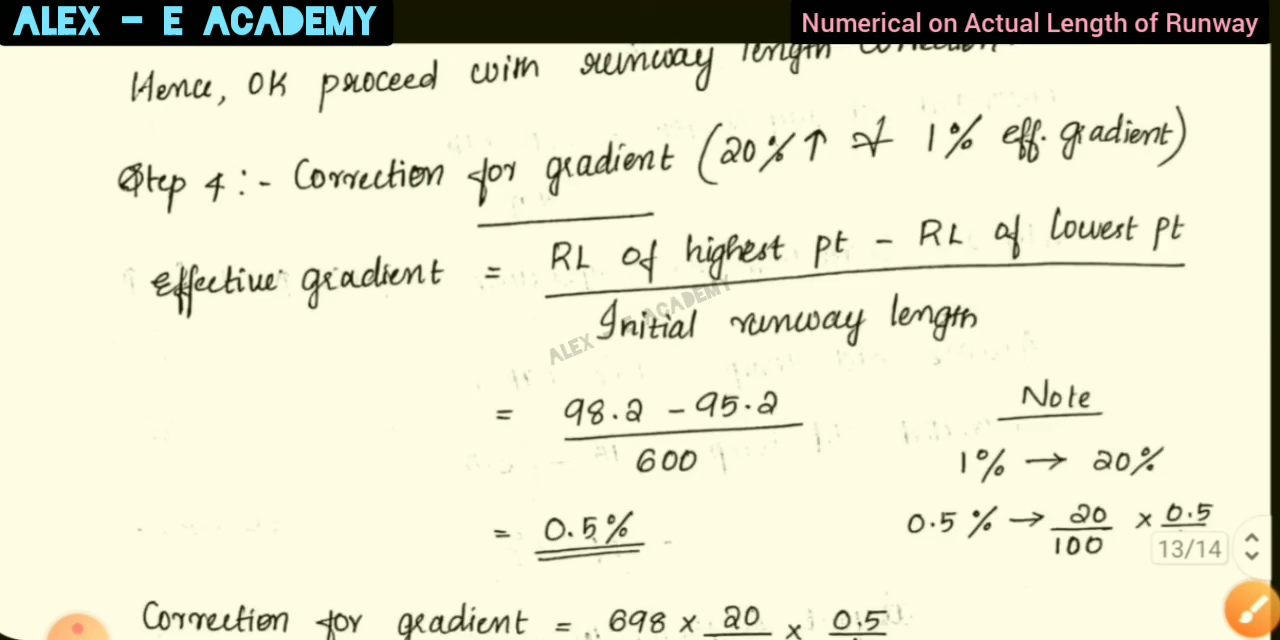 ALEX - E ACADEMY
Numerical on Actual Length of Runway
Hence, OK proceed with runway length
Step 4 :- Correction for gradient (20% ↑ 1% eff. gradient)
Effective gradient = RL of highest pt - RL of lowest pt
Initial runway length
ALEX - E ACADEMY
= 98.2 - 95.2
600
Note
1% → 20%
= 0.5%
0.5% → 20 × 0.5
100
13/14
Correction for gradient = 698 × 20 × 0.5